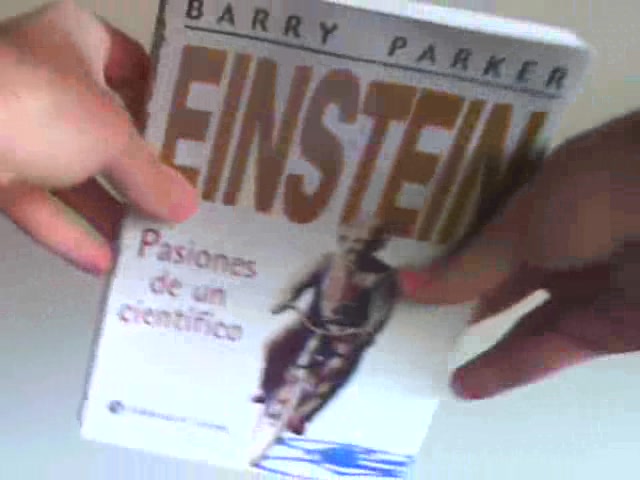 BARRY PARKER
EINSTEIN
Pasiones
de un
científico